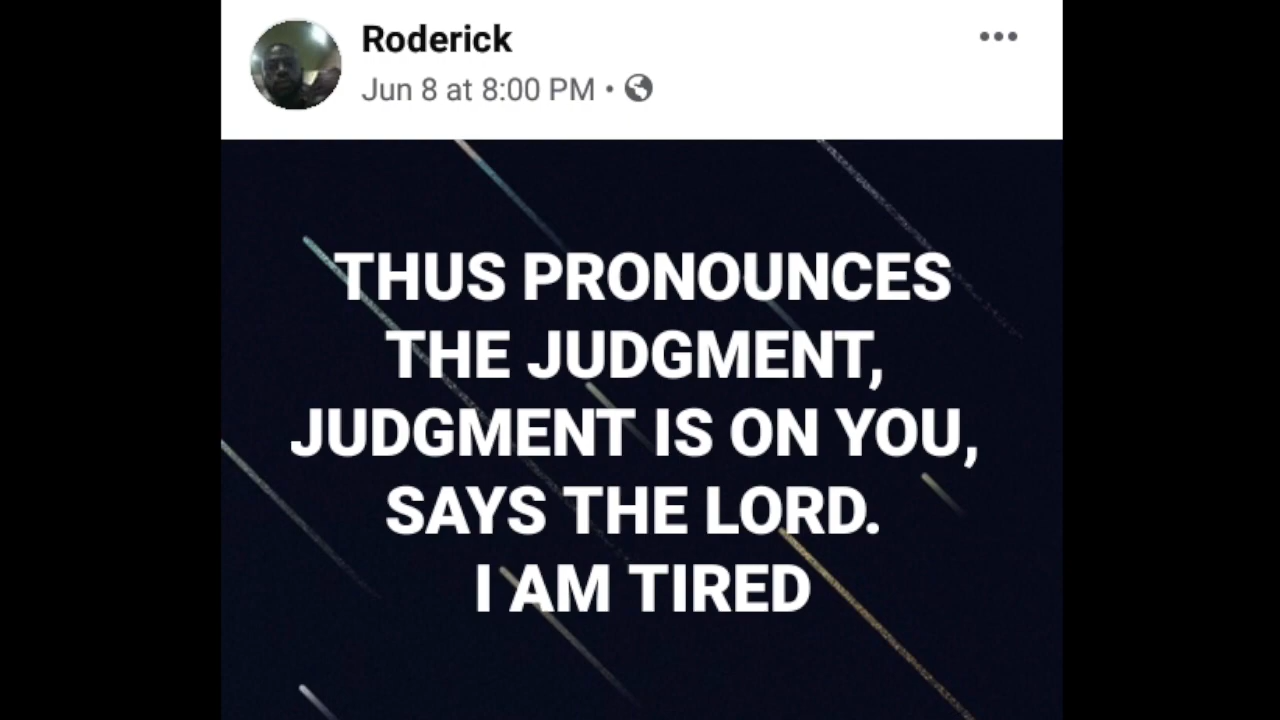 Roderick
Jun 8 at 8:00 PM •
THUS PRONOUNCES
THE JUDGMENT,
JUDGMENT IS ON YOU,
SAYS THE LORD.
I AM TIRED